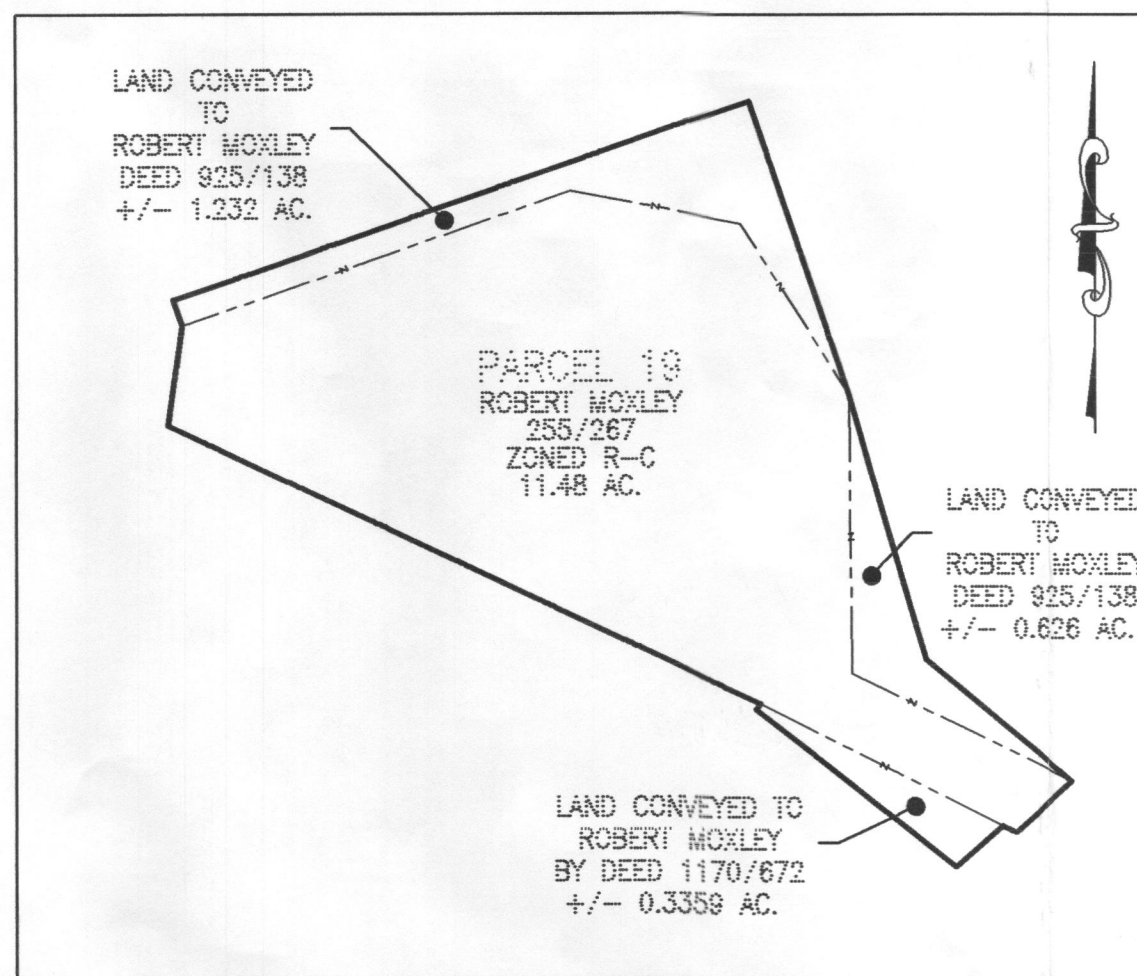 LAND CONVEYED
TO
ROBERT MOXLEY
DEED 925/138
+/- 1.232 AC.
PARCEL 19
ROBERT MOXLEY
255/267
ZONED R-C
11.48 AC.
LAND CONVEYED
TO
ROBERT MOXLEY
DEED 925/138
+/- 0.626 AC.
LAND CONVEYED TO
ROBERT MOXLEY
BY DEED 1170/672
+/- 0.3359 AC.